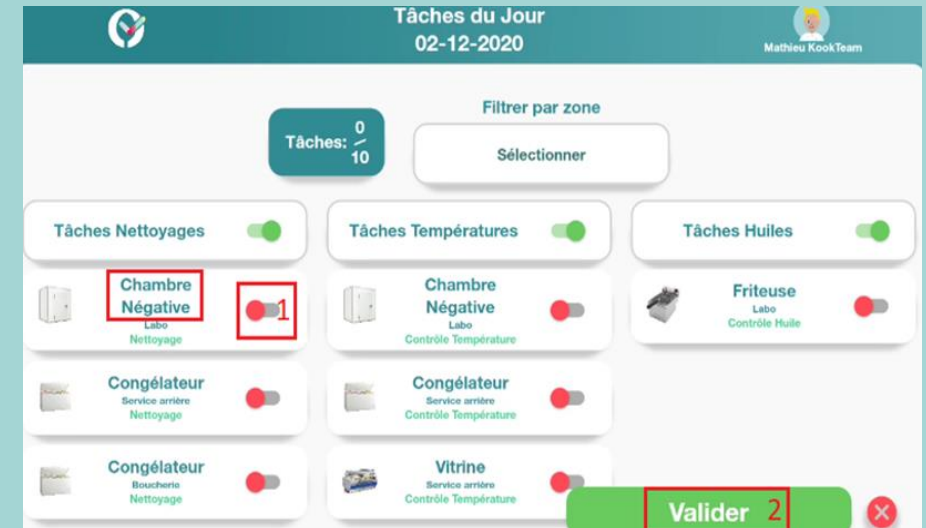 Tâches du Jour
02-12-2020
Mathieu KookTeam
Filtrer par zone
Tâches: 0/10
Sélectionner
Tâches Nettoyages
Tâches Températures
Tâches Huiles
Chambre
Négative
Labo
Nettoyage
1
Chambre
Négative
Labo
Contrôle Température
Friteuse
Labo
Contrôle Huile
Congélateur
Service arrière
Nettoyage
Congélateur
Service arrière
Contrôle Température
Congélateur
Boucherie
Nettoyage
Vitrine
Service arrière
Contrôle Température
Valider 2